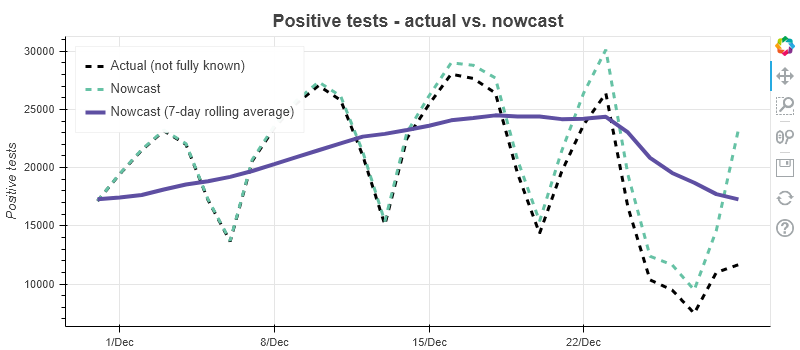 Positive tests - actual vs. nowcast
Actual (not fully known)
Nowcast
Nowcast (7-day rolling average)
Positive tests
30000
25000
20000
15000
10000
1/Dec
8/Dec
15/Dec
22/Dec